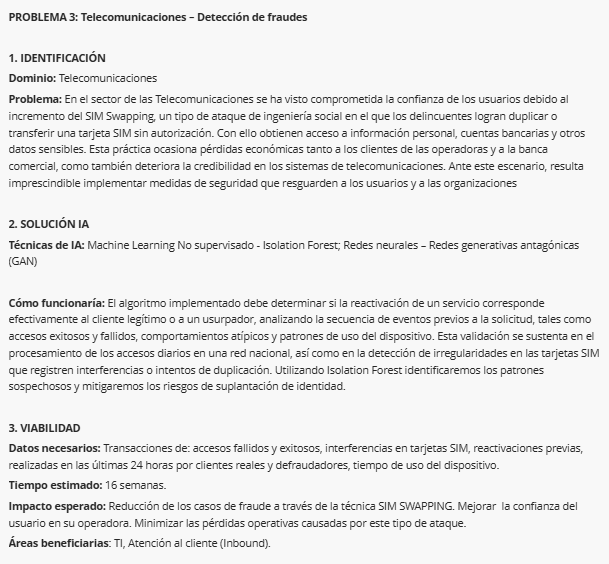 PROBLEMA 3: Telecomunicaciones – Detección de fraudes
1. IDENTIFICACIÓN
Dominio: Telecomunicaciones
Problema: En el sector de las Telecomunicaciones se ha visto comprometida la confianza de los usuarios debido al
incremento del SIM Swapping, un tipo de ataque de ingeniería social en el que los delincuentes logran duplicar o
transferir una tarjeta SIM sin autorización. Con ello obtienen acceso a información personal, cuentas bancarias y otros
datos sensibles. Esta práctica ocasiona pérdidas económicas tanto a los clientes de las operadoras y a la banca
comercial, como también deteriora la credibilidad en los sistemas de telecomunicaciones. Ante este escenario, resulta
imprescindible implementar medidas de seguridad que resguarden a los usuarios y a las organizaciones
2. SOLUCIÓN IA
Técnicas de IA: Machine Learning No supervisado - Isolation Forest; Redes neurales – Redes generativas antagónicas
(GAN)
Cómo funcionaría: El algoritmo implementado debe determinar si la reactivación de un servicio corresponde
efectivamente al cliente legítimo o a un usurpador, analizando la secuencia de eventos previos a la solicitud, tales como
accesos exitosos y fallidos, comportamientos atípicos y patrones de uso del dispositivo. Esta validación se sustenta en el
procesamiento de los accesos diarios en una red nacional, así como en la detección de irregularidades en las tarjetas SIM
que registren interferencias o intentos de duplicación. Utilizando Isolation Forest identificaremos los patrones
sospechosos y mitigaremos los riesgos de suplantación de identidad.
3. VIABILIDAD
Datos necesarios: Transacciones de: accesos fallidos y exitosos, interferencias en tarjetas SIM, reactivaciones previas,
realizadas en las últimas 24 horas por clientes reales y defraudadores, tiempo de uso del dispositivo.
Tiempo estimado: 16 semanas.
Impacto esperado: Reducción de los casos de fraude a través de la técnica SIM SWAPPING. Mejorar la confianza del
usuario en su operadora. Minimizar las pérdidas operativas causadas por este tipo de ataque.
Áreas beneficiarias: TI, Atención al cliente (Inbound).